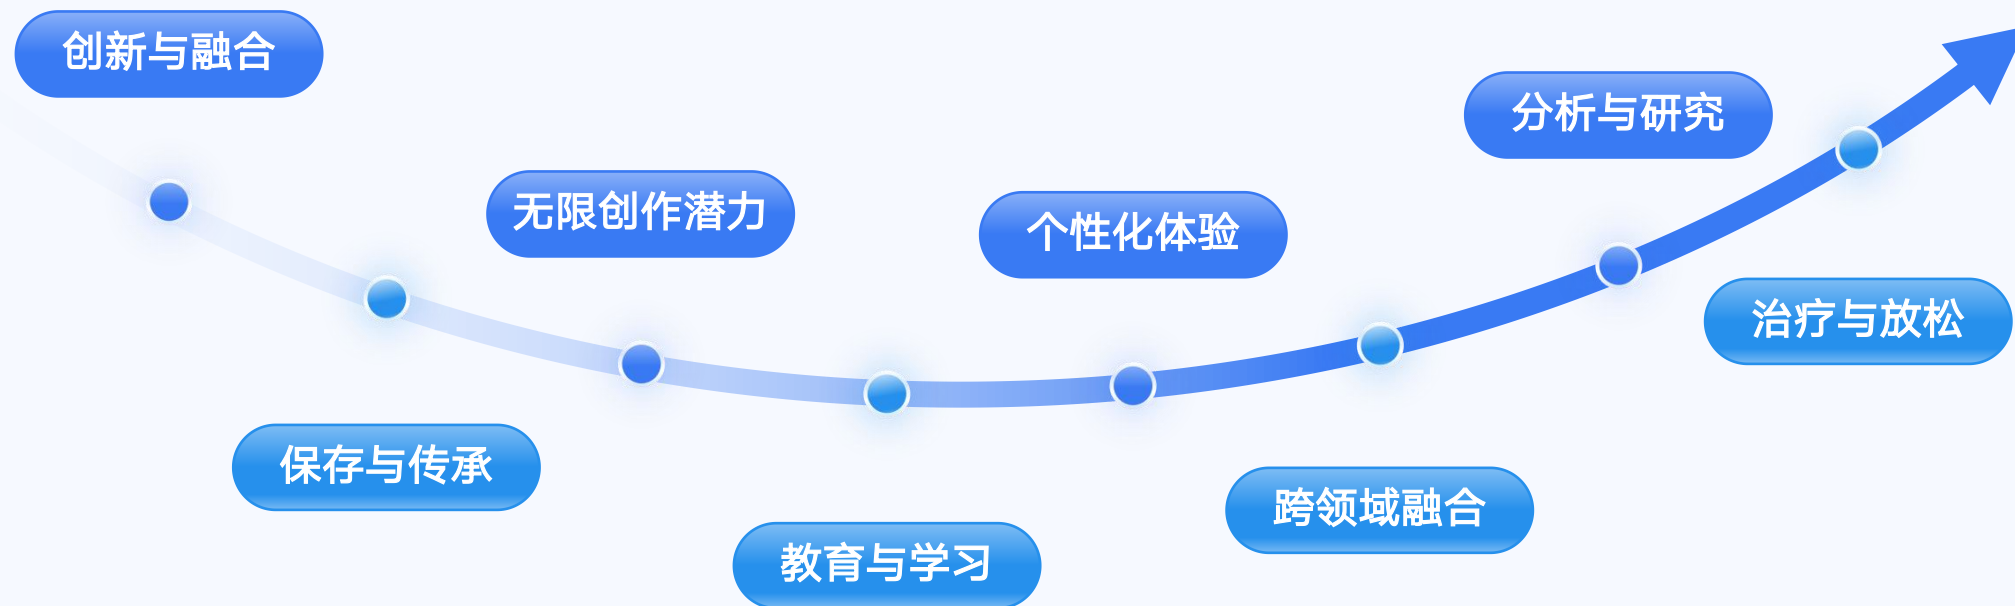 创新与融合
保存与传承
无限创作潜力
教育与学习
个性化体验
跨领域融合
分析与研究
治疗与放松